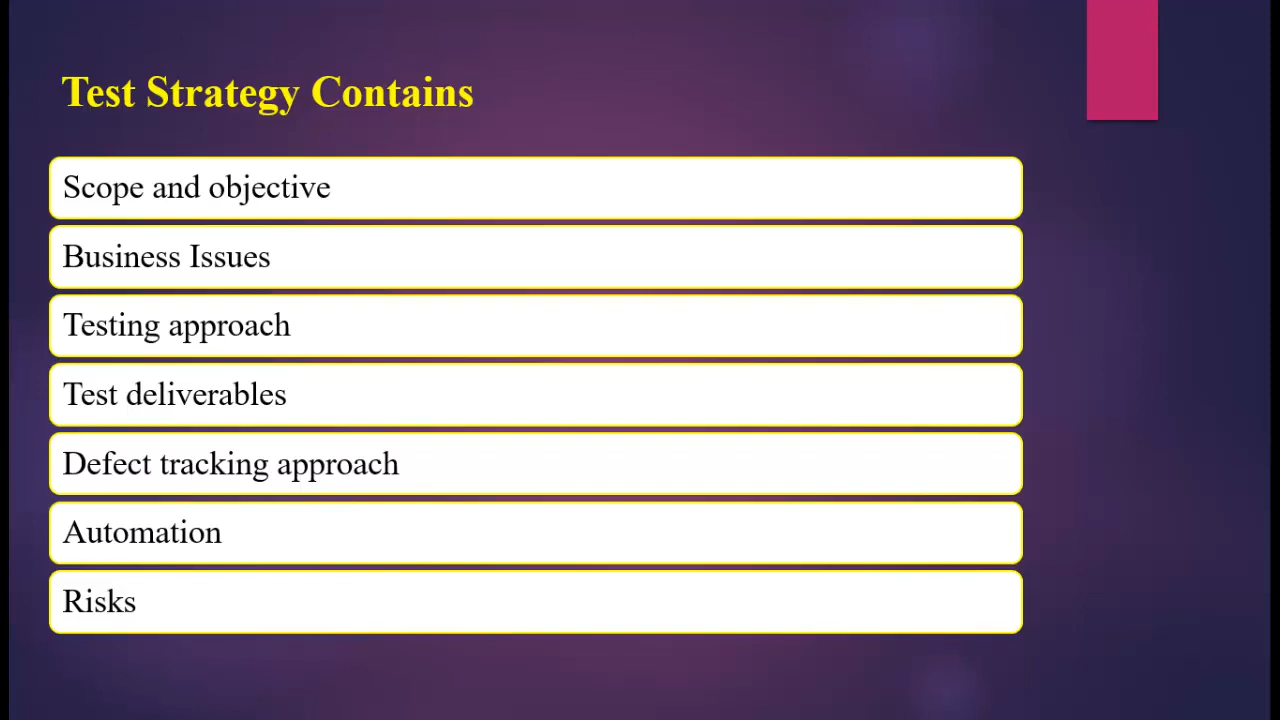 Test Strategy Contains
Scope and objective
Business Issues
Testing approach
Test deliverables
Defect tracking approach
Automation
Risks